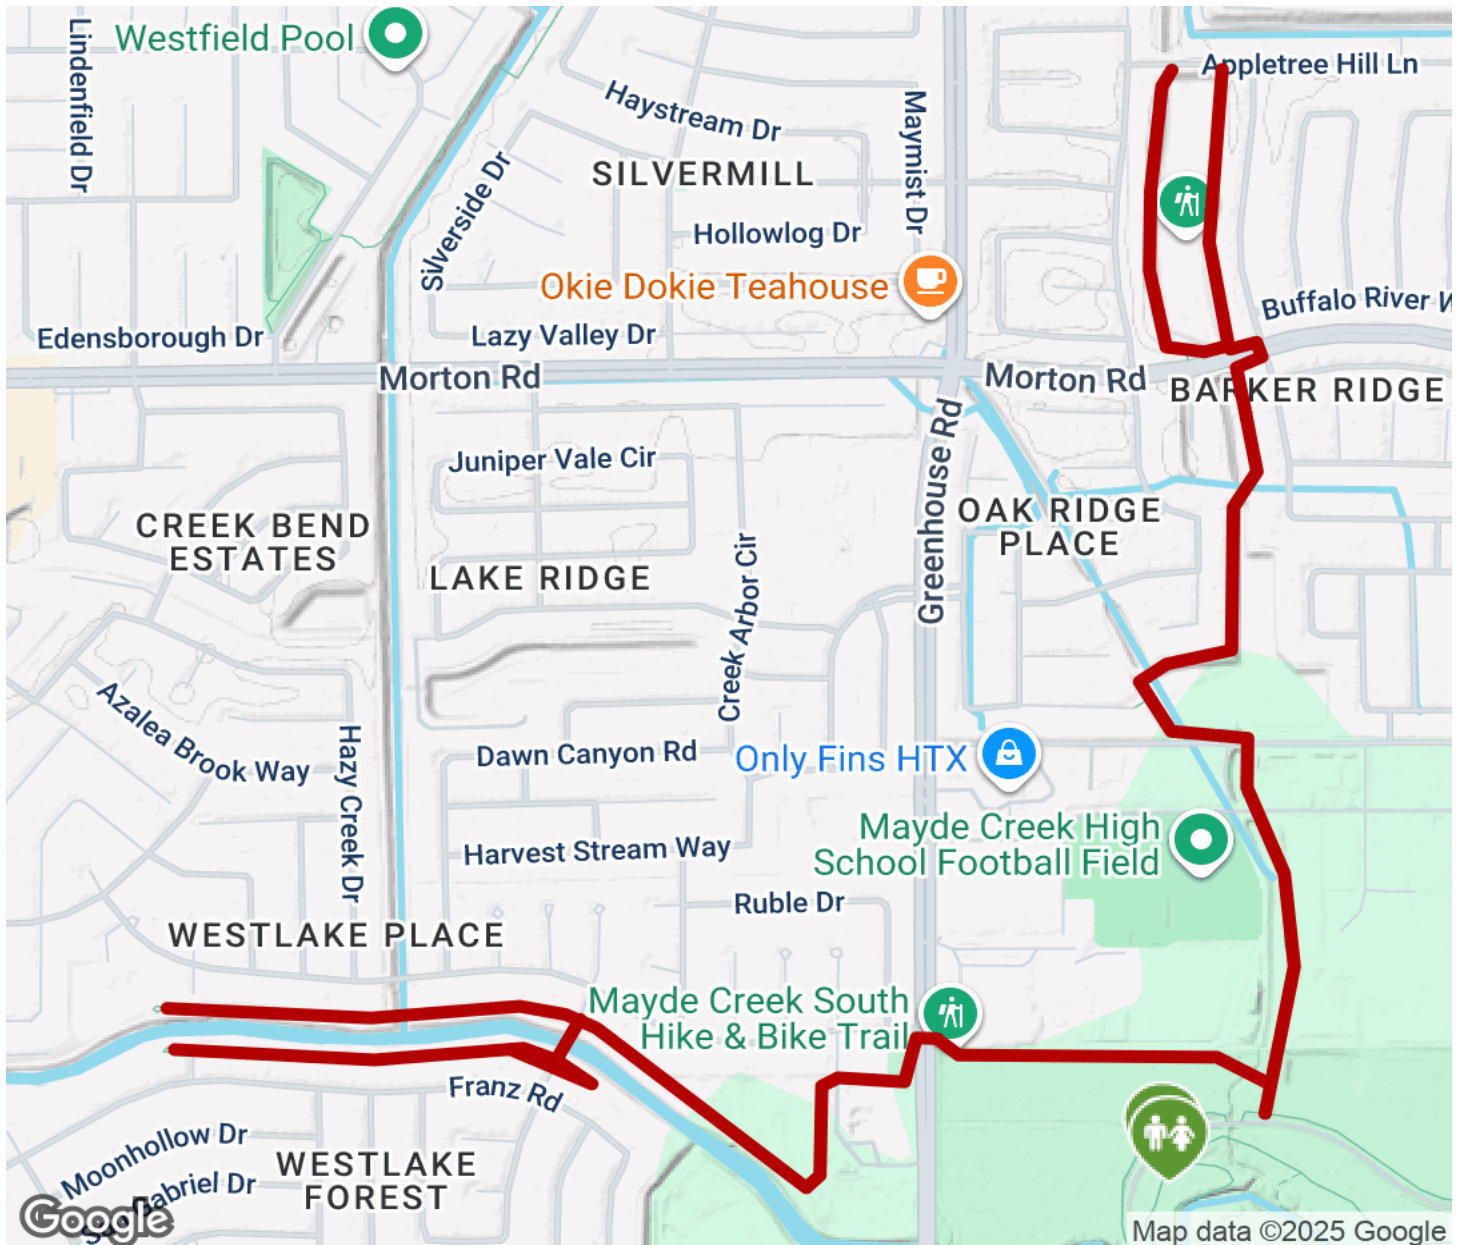 Westfield Pool
Lindenfield Dr
Appletree Hill Ln
Haystream Dr
Maymist Dr
SILVERMILL
Silverside Dr
Hollowlog Dr
Okie Dokie Teahouse
Buffalo River W
Edensborough Dr
Lazy Valley Dr
Morton Rd
Morton Rd
BARKER RIDGE
Greenhouse Rd
Juniper Vale Cir
CREEK BEND
ESTATES
OAK RIDGE
PLACE
LAKE RIDGE
Creek Arbor Cir
Azalea Brook Way
Hazy Creek Dr
Dawn Canyon Rd
Only Fins HTX
Mayde Creek High
School Football Field
Harvest Stream Way
Ruble Dr
WESTLAKE PLACE
Mayde Creek South
Hike & Bike Trail
Franz Rd
Moonhollow Dr
WESTLAKE
FOREST
San Gabriel Dr
Google
Map data ©2025 Google